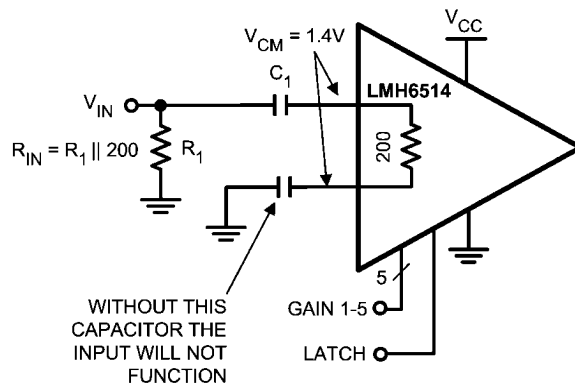 V_CC
V_CM = 1.4V
C_1
LMH6514
V_IN
R_IN = R_1 || 200
R_1
200
5
GAIN 1-5
LATCH
WITHOUT THIS
CAPACITOR THE
INPUT WILL NOT
FUNCTION